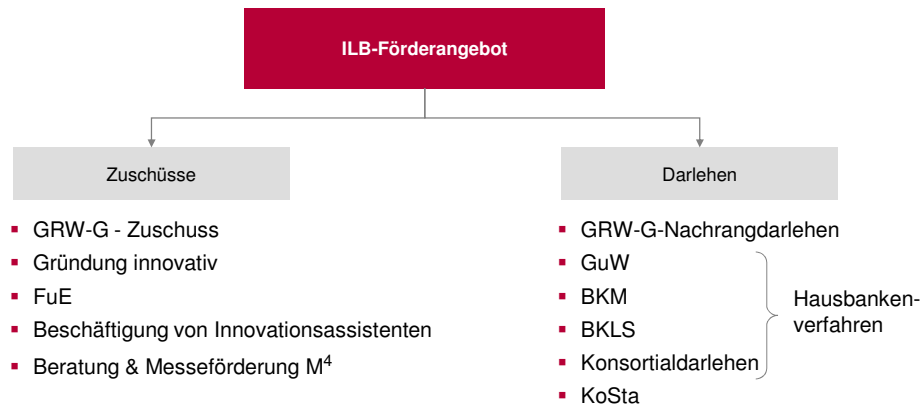 ILB-Förderangebot
Zuschüsse
GRW-G - Zuschuss
Gründung innovativ
FuE
Beschäftigung von Innovationsassistenten
Beratung & Messeförderung M⁴
Darlehen
GRW-G-Nachrangdarlehen
GuW
BKM
BKLS
Konsortialdarlehen
KoSta
Hausbanken-
verfahren